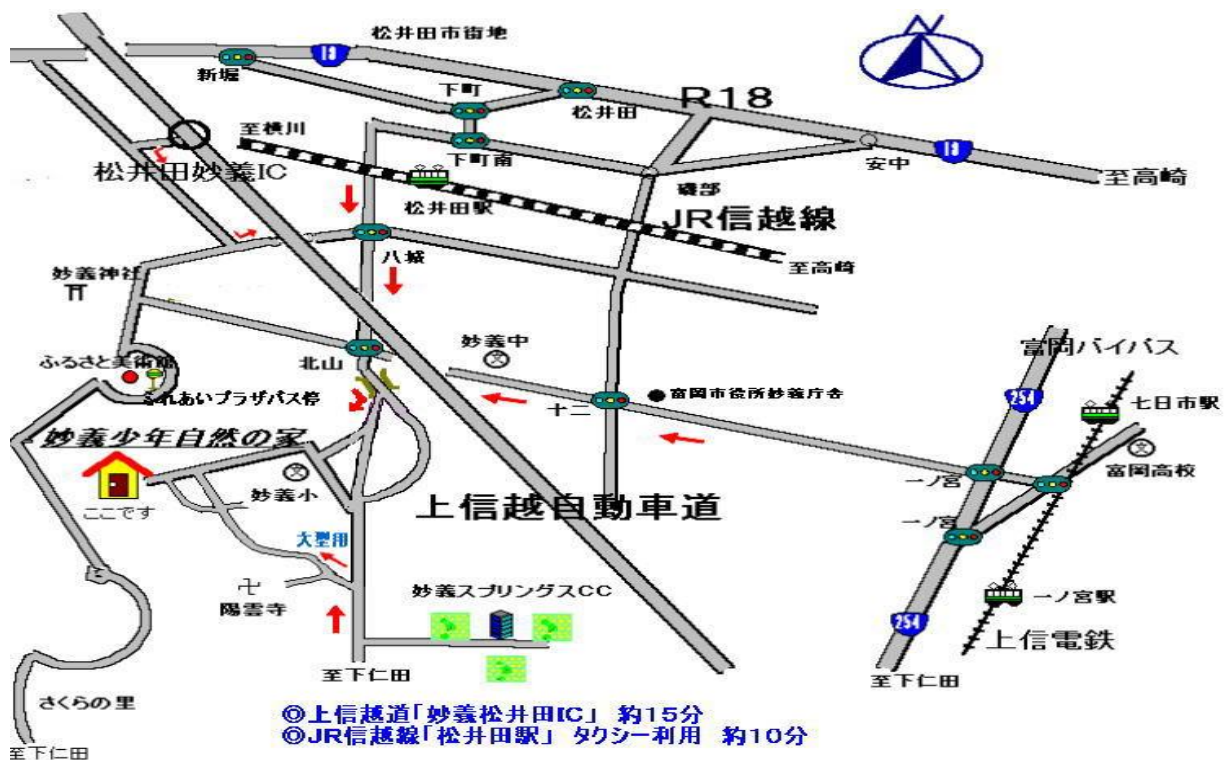 松井田市街地
新堀
下町
松井田
R18
至横川
下町南
安中
至高崎
松井田妙義IC
磯部
松井田駅
JR信越線
八城
至高崎
妙義神社
妙義中
北山
富岡バイパス
ふるさと美術館
ふれあいプラザバス停
十二
富岡市役所妙義庁舎
254
七日市駅
妙義少年自然の家
妙義小
一ノ宮
富岡高校
ここです
上信越自動車道
一ノ宮
大型用
陽雲寺
妙義スプリングスCC
一ノ宮駅
254
上信電鉄
至下仁田
至下仁田
さくらの里
至下仁田
◎上信越道「妙義松井田IC」 約15分
◎JR信越線「松井田駅」 タクシー利用 約10分